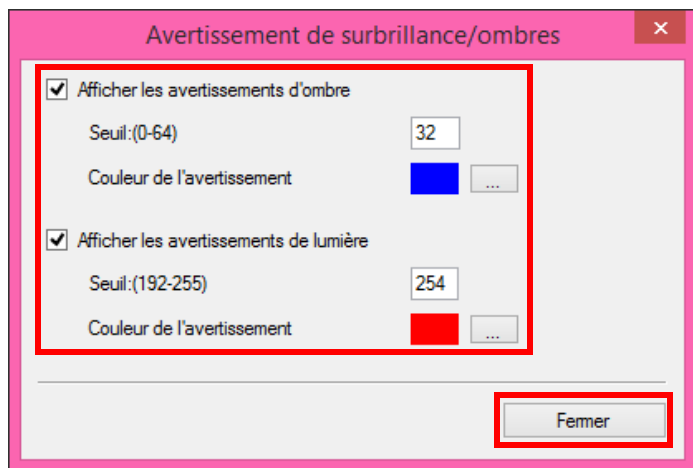 Avertissement de surbrillance/ombres
Afficher les avertissements d'ombre
Seuil:(0-64) 32
Couleur de l'avertissement ...
Afficher les avertissements de lumière
Seuil:(192-255) 254
Couleur de l'avertissement ...
Fermer